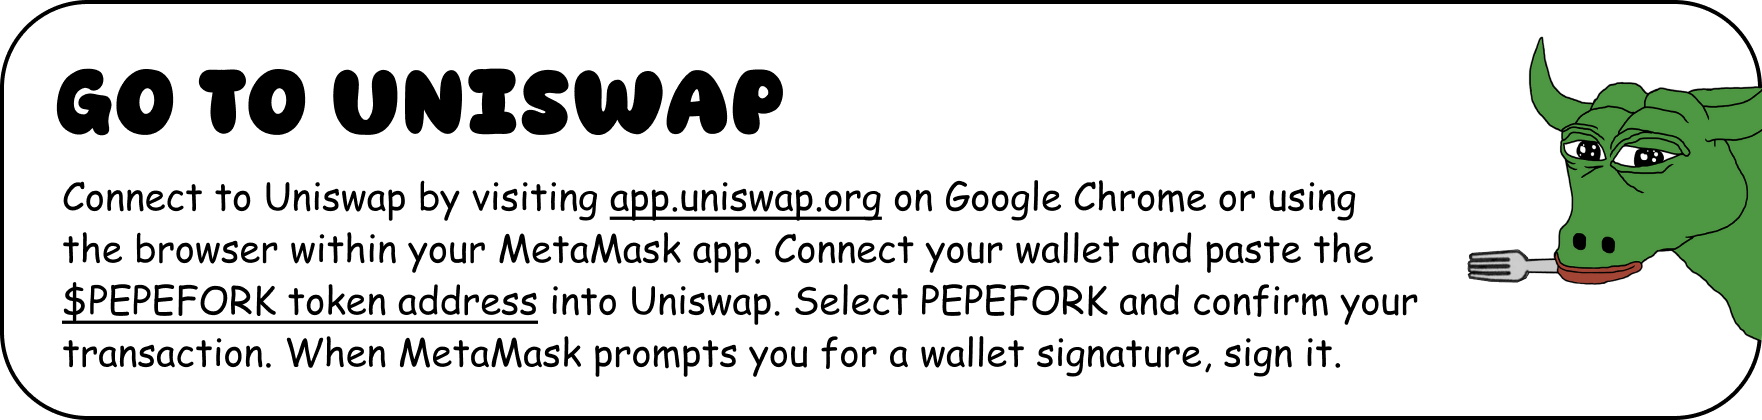 GO TO UNISWAP
Connect to Uniswap by visiting app.uniswap.org on Google Chrome or using
the browser within your MetaMask app. Connect your wallet and paste the
$PEPEFORK token address into Uniswap. Select PEPEFORK and confirm your
transaction. When MetaMask prompts you for a wallet signature, sign it.